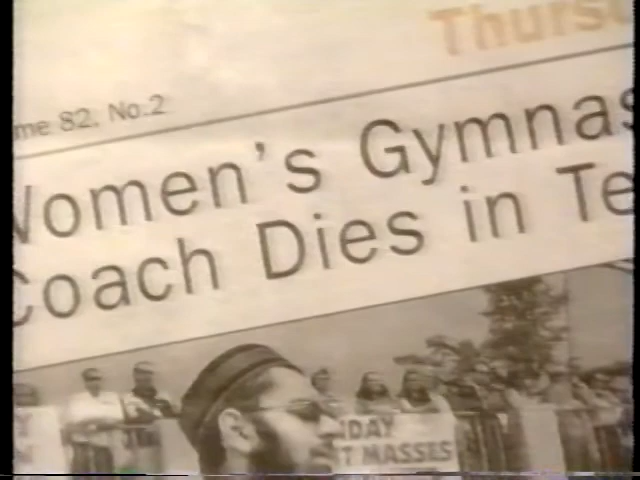 Thurs
me 82, No.2
Women's Gymnas
Coach Dies in Te
IDAY
T MASSES